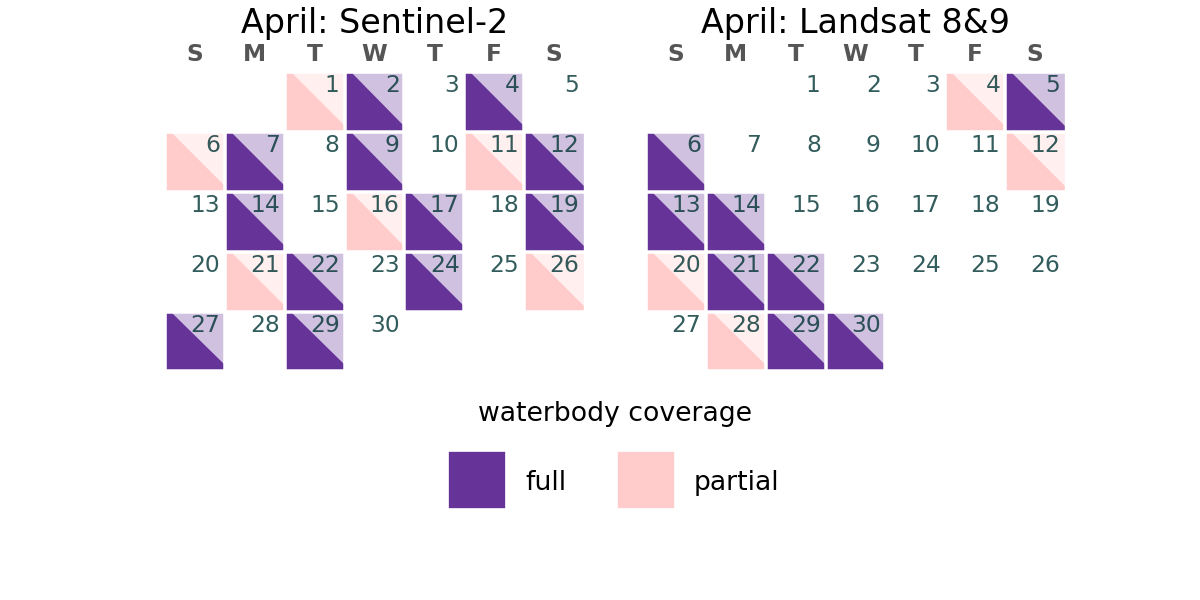 April: Sentinel-2
S M T W T F S
1 2 3 4 5
6 7 8 9 10 11 12
13 14 15 16 17 18 19
20 21 22 23 24 25 26
27 28 29 30
April: Landsat 8&9
S M T W T F S
1 2 3 4 5
6 7 8 9 10 11 12
13 14 15 16 17 18 19
20 21 22 23 24 25 26
27 28 29 30
waterbody coverage
full partial